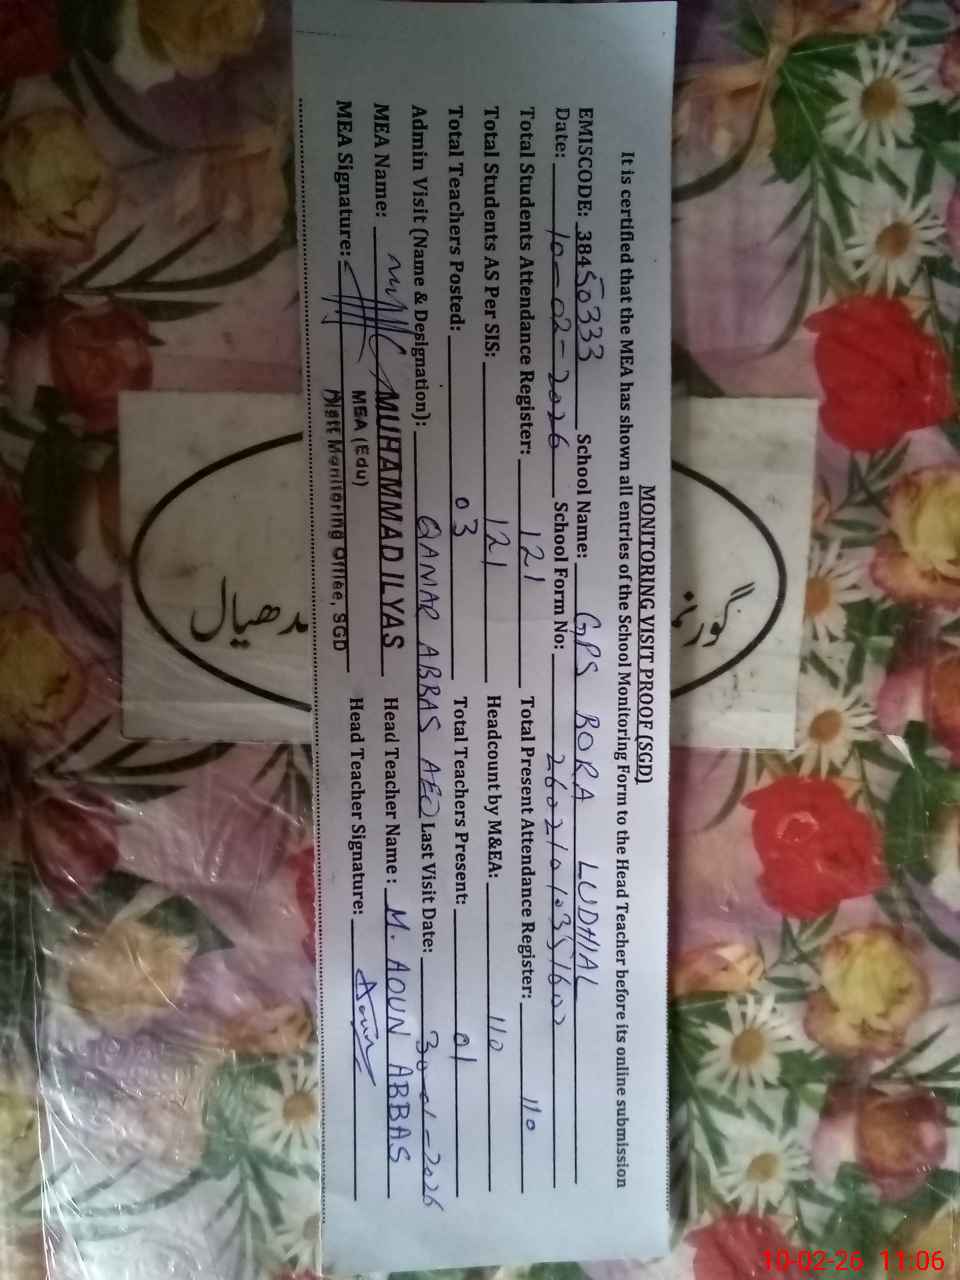 MONITORING VISIT PROOF (SGD)
It is certified that the MEA has shown all entries of the School Monitoring Form to the Head Teacher before its online submission
EMISCODE: 38450333 School Name: GPS BORA LUDHIAL
Date: 10-02-2026 School Form No: 2602101035160
Total Students Attendance Register: 121 Total Present Attendance Register: 110
Total Students AS Per SIS: 121 Headcount by M&EA: 110
Total Teachers Posted: 03 Total Teachers Present: 01
Admin Visit (Name & Designation): QAMAR ABBAS AEO Last Visit Date: 30-01-2026
MEA Name: MUHAMMAD ILYAS Head Teacher Name: M. AOUN ABBAS
MEA (Edu)
MEA Signature: Distt Monitoring Office, SGD Head Teacher Signature: Aoun
دھیال
گورنم
10-02-26 11:06